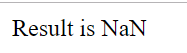 Result is NaN